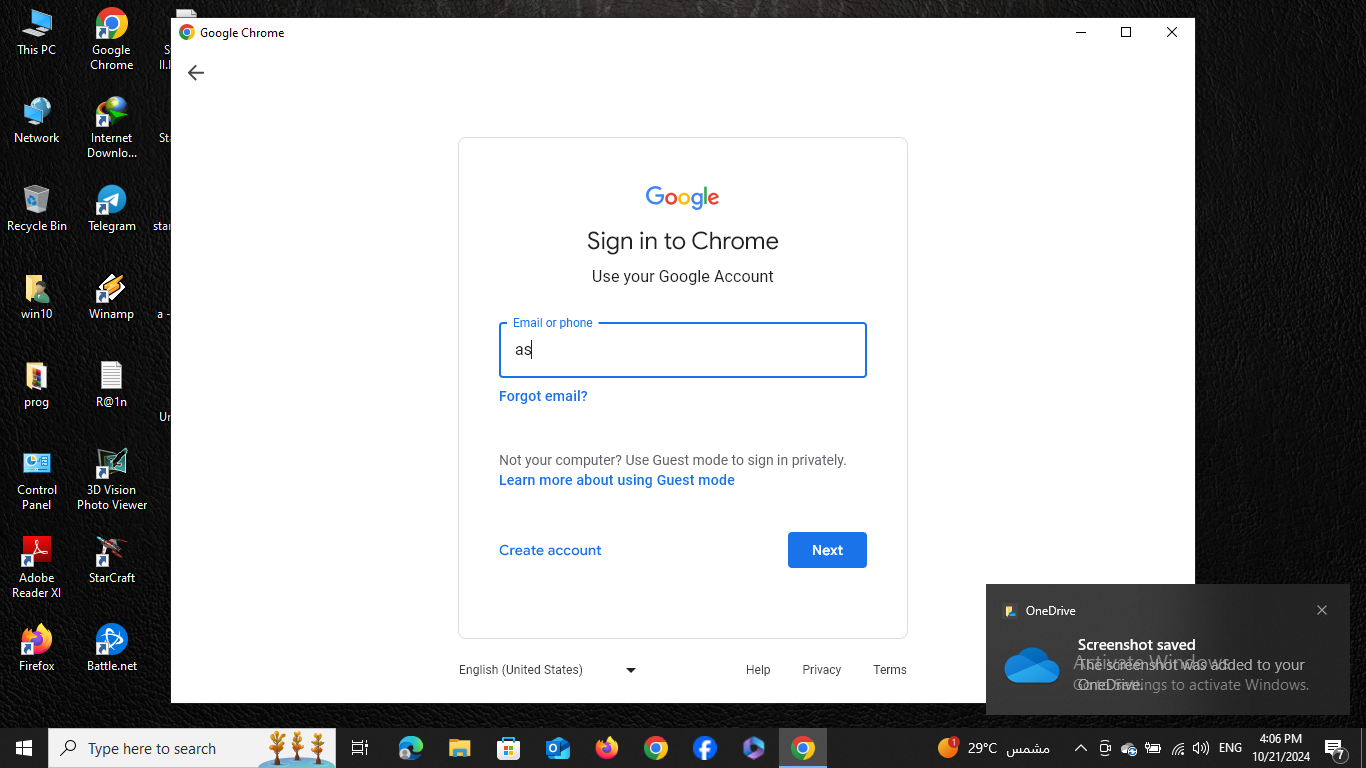 This PC
Google
Chrome
Network
Internet
Downlo...
Recycle Bin
Telegram
win10
Winamp
prog
R@1n
Control
Panel
3D Vision
Photo Viewer
Adobe
Reader XI
StarCraft
Firefox
Battle.net
Google Chrome
Google
Sign in to Chrome
Use your Google Account
Email or phone
as
Forgot email?
Not your computer? Use Guest mode to sign in privately.
Learn more about using Guest mode
Create account
Next
English (United States)
Help
Privacy
Terms
OneDrive
Screenshot saved
The screenshot was added to your
OneDrive.
Activate Windows
Go to Settings to activate Windows.
Type here to search
1
29°C
مشمس
ENG
4:06 PM
10/21/2024
7